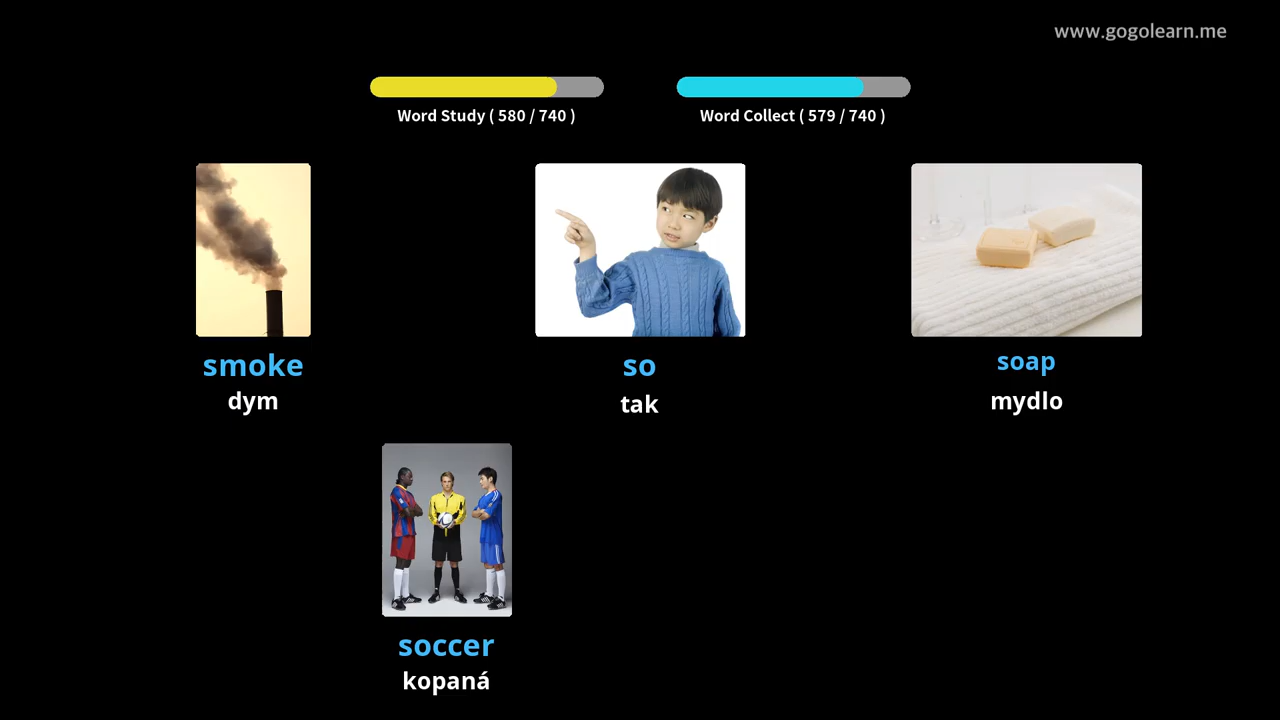 www.gogolearn.me
Word Study ( 580 / 740 )
Word Collect ( 579 / 740 )
smoke
dym
so
tak
soap
mydlo
soccer
kopaná